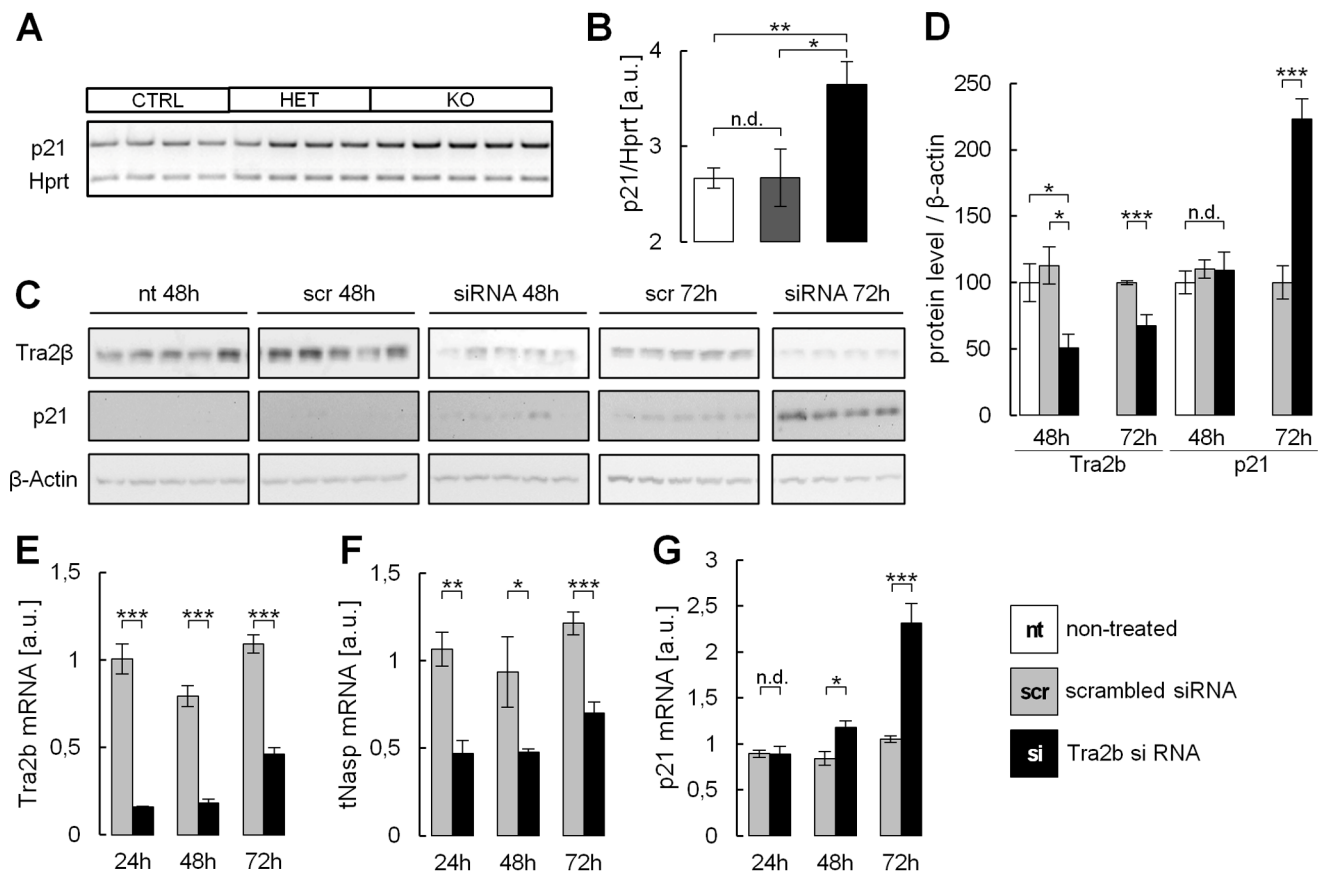 A
CTRL HET KO
p21
Hprt
B
p21/Hprt [a.u.]
4
3
2
**
*
n.d.
C
nt 48h scr 48h siRNA 48h scr 72h siRNA 72h
Tra2β
p21
β-Actin
D
protein level / β-actin
250
200
150
100
50
0
* * *** n.d. ***
48h 72h 48h 72h
Tra2b p21
E
Tra2b mRNA [a.u.]
1,5
1
0,5
0
*** *** ***
24h 48h 72h
F
tNasp mRNA [a.u.]
1,5
1
0,5
0
** * ***
24h 48h 72h
G
p21 mRNA [a.u.]
3
2,5
2
1,5
1
0,5
0
n.d. * ***
24h 48h 72h
nt non-treated
scr scrambled siRNA
si Tra2b si RNA